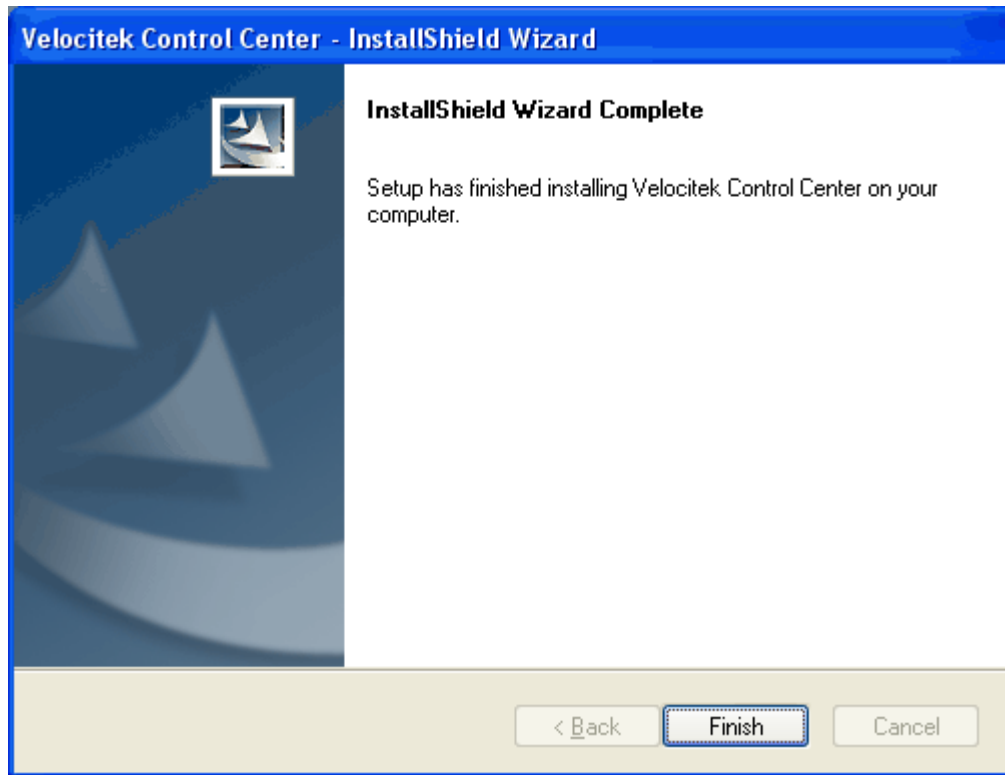 Velocitek Control Center - InstallShield Wizard
InstallShield Wizard Complete
Setup has finished installing Velocitek Control Center on your
computer.
< Back
Finish
Cancel